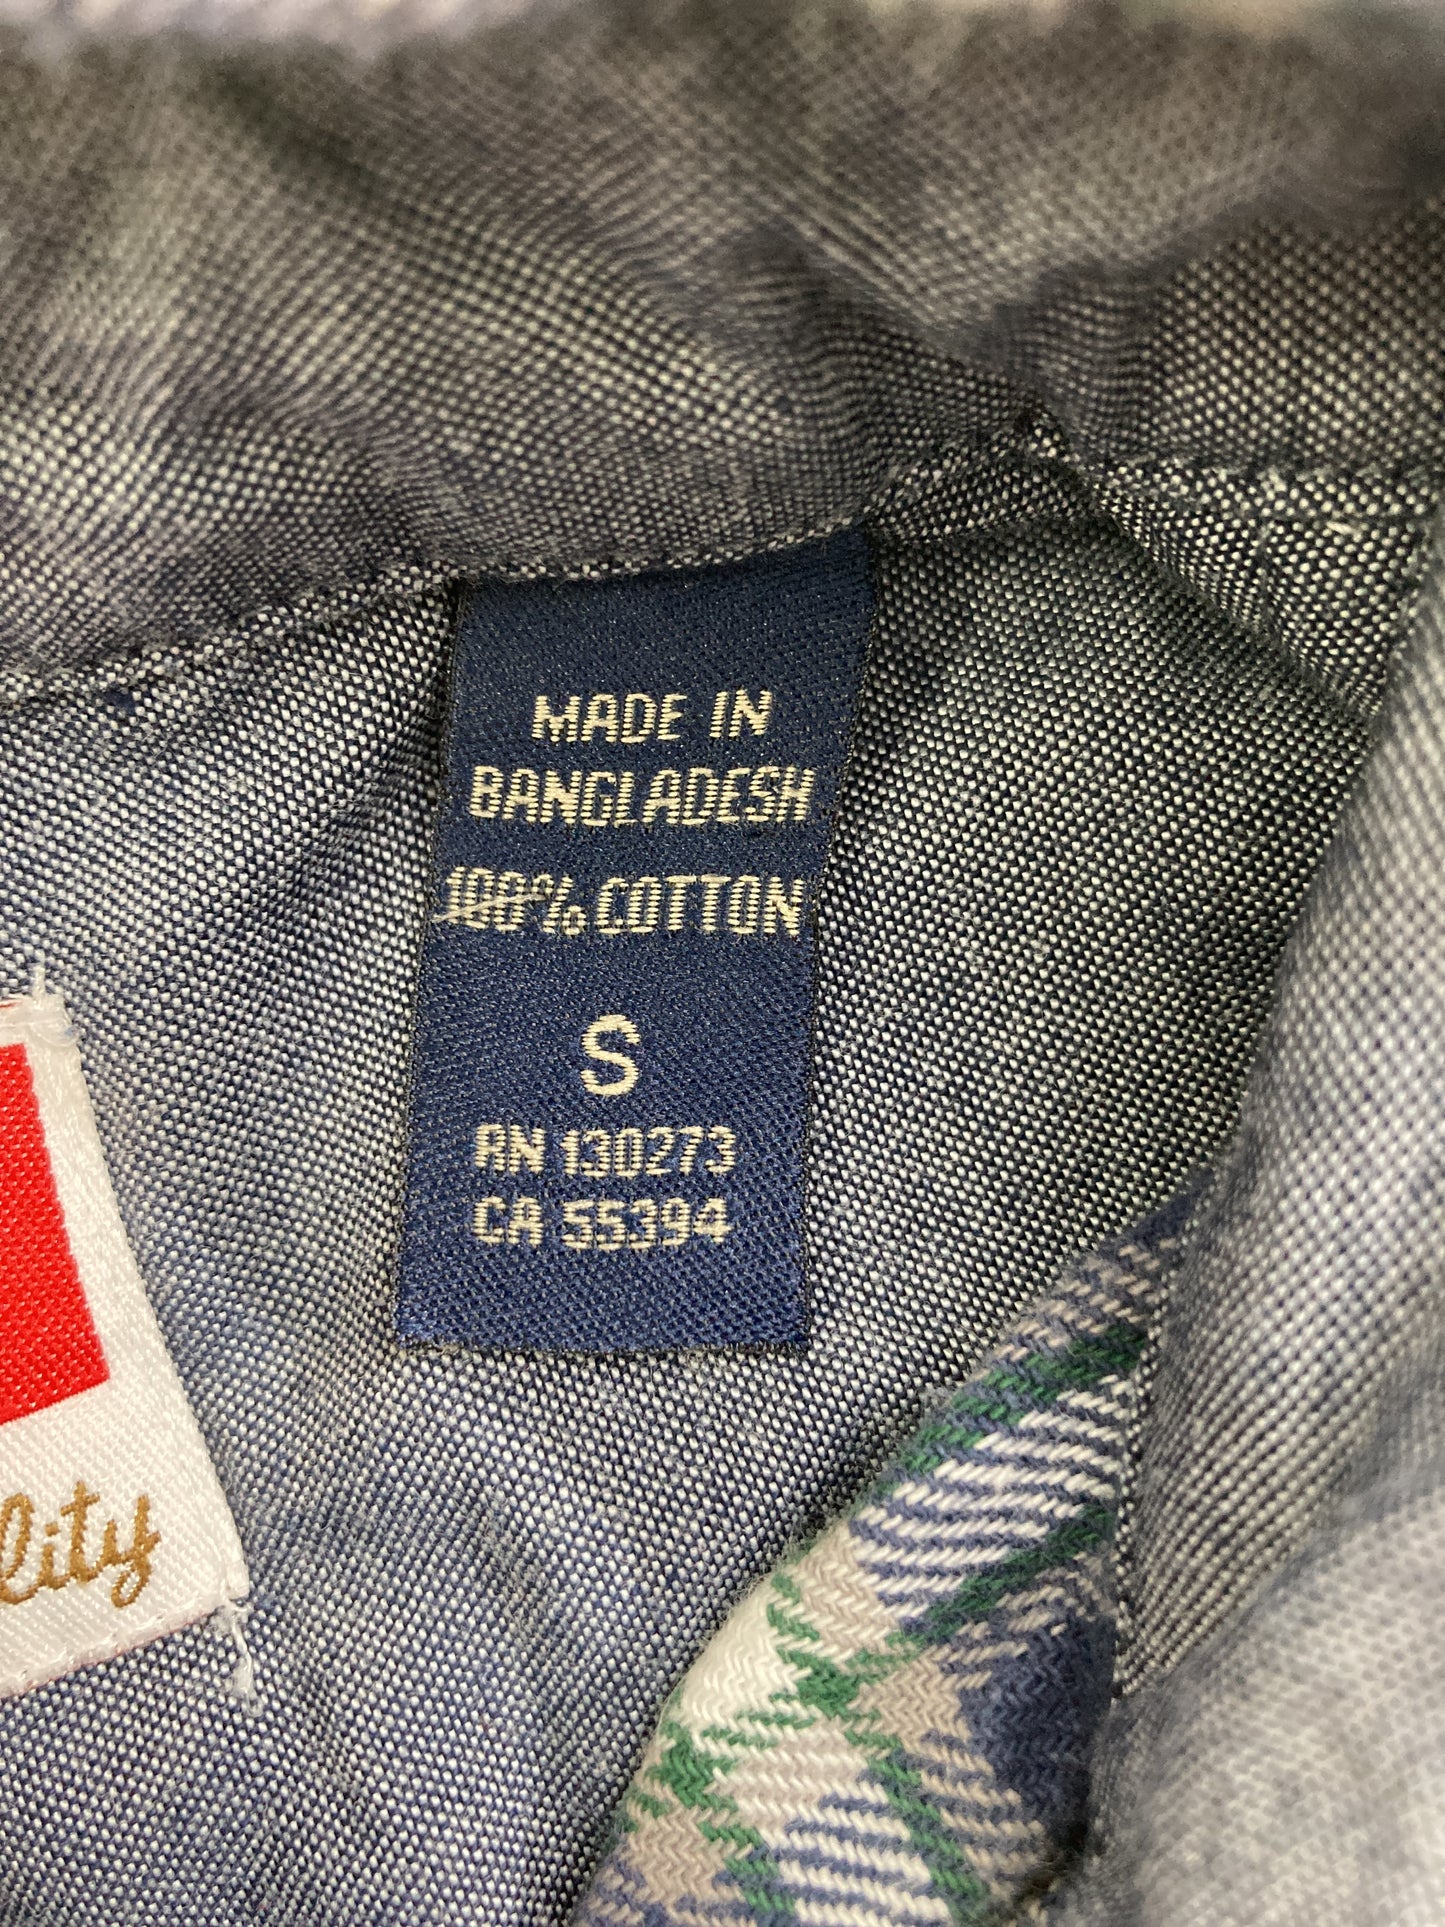 MADE IN
BANGLADESH
100% COTTON
S
RN 130273
CA 55394
lity